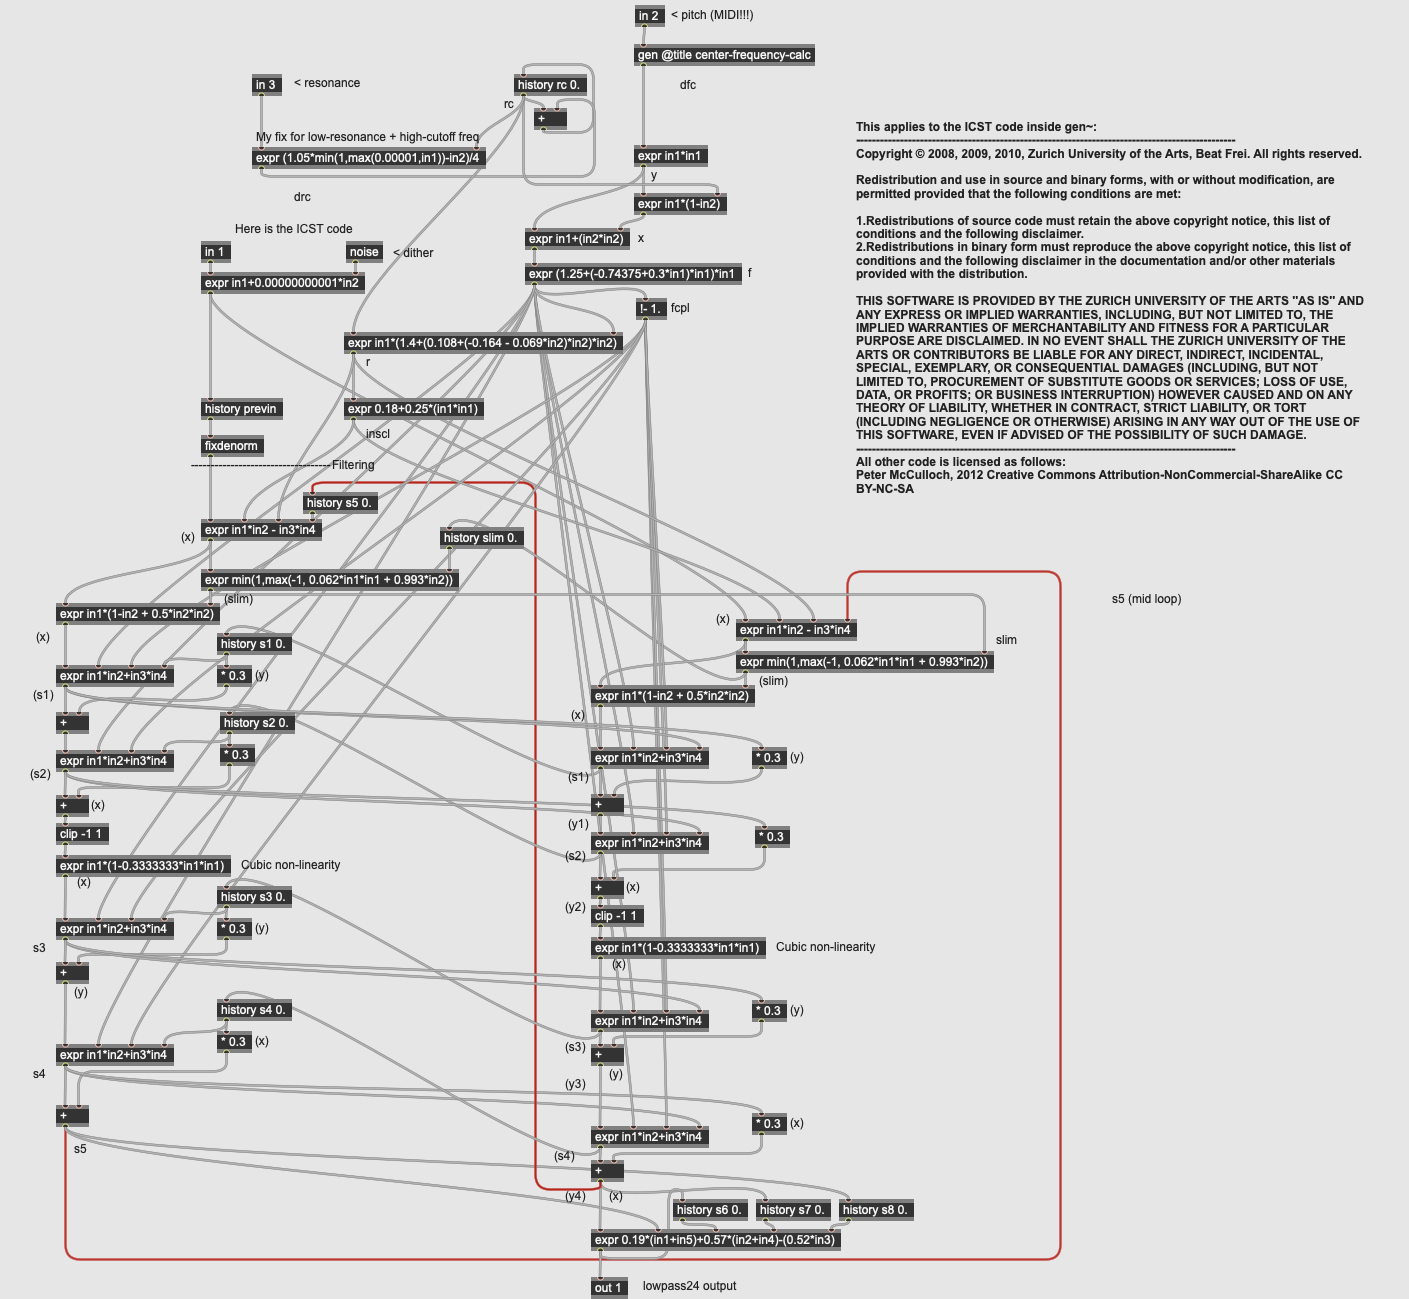 in 2 < pitch (MIDI!!!)
gen @title center-frequency-calc
in 3 < resonance
history rc 0.
dfc
rc
+
My fix for low-resonance + high-cutoff freq
expr (1.05*min(1,max(0.00001,in1))-in2)/4
expr in1*in1
y
drc
expr in1*(1-in2)
Here is the ICST code
expr in1+(in2*in2) x
in 1
noise < dither
expr (1.25+(-0.74375+0.3*in1)*in1)*in1 f
expr in1+0.00000000001*in2
!- 1. fcpl
expr in1*(1.4+(0.108+(-0.164 - 0.069*in2)*in2)*in2)
r
history previn
expr 0.18+0.25*(in1*in1)
inscl
fixdenorm
-----------------------------------Filtering
This applies to the ICST code inside gen~:
-----------------------------------------------------------------------------------------------
Copyright © 2008, 2009, 2010, Zurich University of the Arts, Beat Frei. All rights reserved.
Redistribution and use in source and binary forms, with or without modification, are
permitted provided that the following conditions are met:
1.Redistributions of source code must retain the above copyright notice, this list of
conditions and the following disclaimer.
2.Redistributions in binary form must reproduce the above copyright notice, this list of
conditions and the following disclaimer in the documentation and/or other materials
provided with the distribution.
THIS SOFTWARE IS PROVIDED BY THE ZURICH UNIVERSITY OF THE ARTS "AS IS" AND
ANY EXPRESS OR IMPLIED WARRANTIES, INCLUDING, BUT NOT LIMITED TO, THE
IMPLIED WARRANTIES OF MERCHANTABILITY AND FITNESS FOR A PARTICULAR
PURPOSE ARE DISCLAIMED. IN NO EVENT SHALL THE ZURICH UNIVERSITY OF THE
ARTS OR CONTRIBUTORS BE LIABLE FOR ANY DIRECT, INDIRECT, INCIDENTAL,
SPECIAL, EXEMPLARY, OR CONSEQUENTIAL DAMAGES (INCLUDING, BUT NOT
LIMITED TO, PROCUREMENT OF SUBSTITUTE GOODS OR SERVICES; LOSS OF USE,
DATA, OR PROFITS; OR BUSINESS INTERRUPTION) HOWEVER CAUSED AND ON ANY
THEORY OF LIABILITY, WHETHER IN CONTRACT, STRICT LIABILITY, OR TORT
(INCLUDING NEGLIGENCE OR OTHERWISE) ARISING IN ANY WAY OUT OF THE USE OF
THIS SOFTWARE, EVEN IF ADVISED OF THE POSSIBILITY OF SUCH DAMAGE.
-----------------------------------------------------------------------------------------------
All other code is licensed as follows:
Peter McCulloch, 2012 Creative Commons Attribution-NonCommercial-ShareAlike CC
BY-NC-SA
history s5 0.
(x) expr in1*in2 - in3*in4
history slim 0.
expr min(1,max(-1, 0.062*in1*in1 + 0.993*in2))
(slim)
expr in1*(1-in2 + 0.5*in2*in2)
(x)
history s1 0.
expr in1*in2+in3*in4
* 0.3 (y)
(s1)
+
history s2 0.
expr in1*in2+in3*in4
* 0.3
(s2)
+ (x)
clip -1 1
expr in1*(1-0.3333333*in1*in1) Cubic non-linearity
(x)
history s3 0.
expr in1*in2+in3*in4
* 0.3 (y)
s3
+
(y)
history s4 0.
* 0.3 (x)
expr in1*in2+in3*in4
s4
+
s5
s5 (mid loop)
(x) expr in1*in2 - in3*in4
slim
expr min(1,max(-1, 0.062*in1*in1 + 0.993*in2))
(slim)
expr in1*(1-in2 + 0.5*in2*in2)
(x)
expr in1*in2+in3*in4
* 0.3 (y)
(s1)
+
(y1)
expr in1*in2+in3*in4
* 0.3
(s2)
+ (x)
(y2)
clip -1 1
expr in1*(1-0.3333333*in1*in1) Cubic non-linearity
(x)
* 0.3 (y)
expr in1*in2+in3*in4
(s3)
+
(y)
(y3)
* 0.3 (x)
expr in1*in2+in3*in4
(s4)
+
(y4) (x)
history s6 0.
history s7 0.
history s8 0.
expr 0.19*(in1+in5)+0.57*(in2+in4)-(0.52*in3)
out 1 lowpass24 output